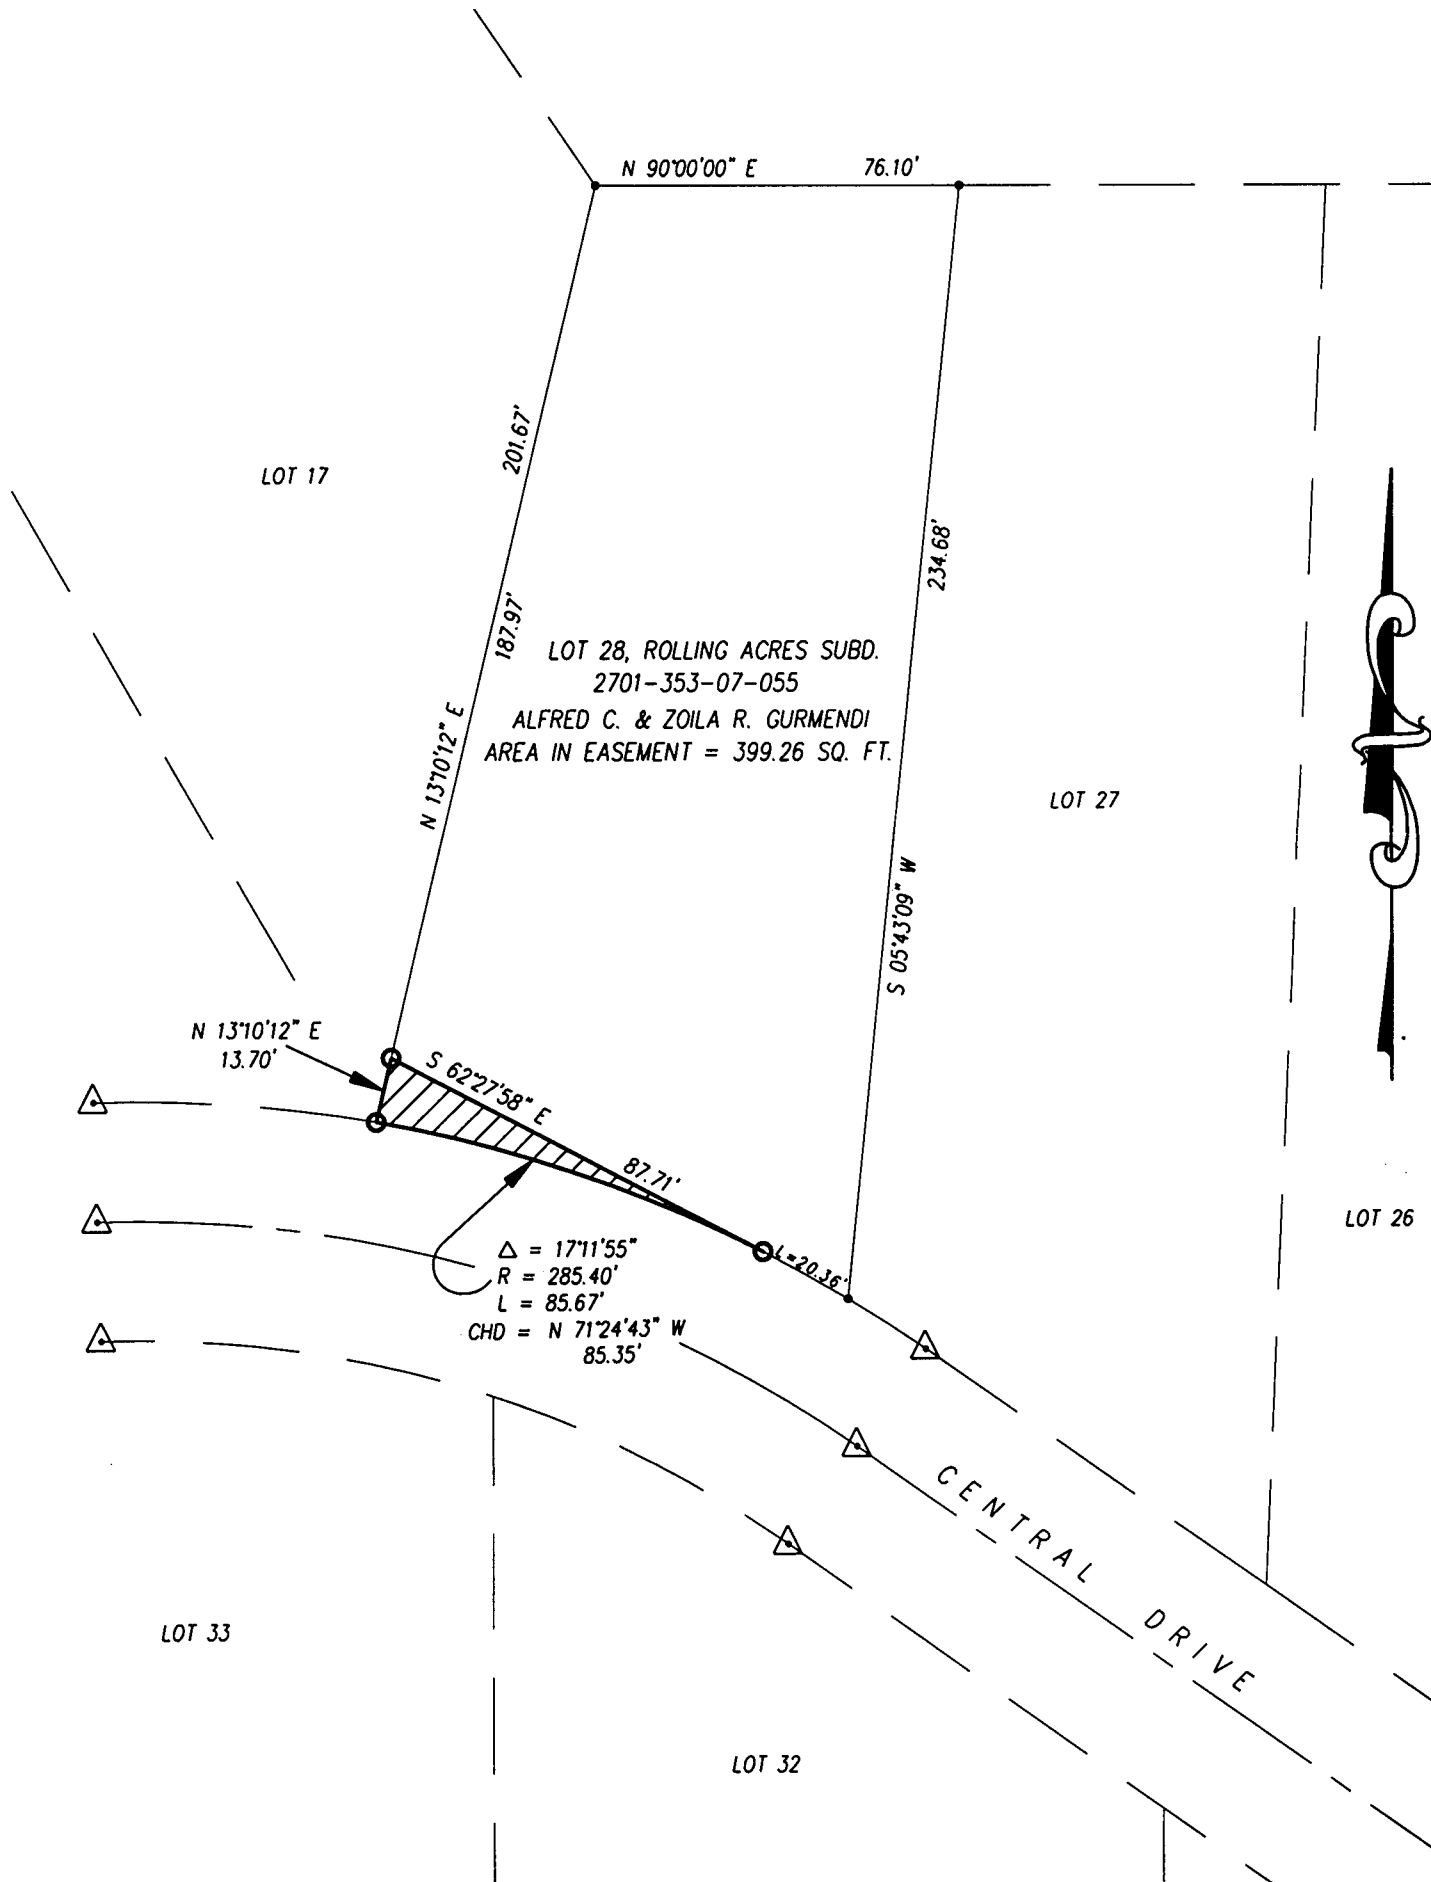 N 90°00'00" E 76.10'
201.67'
LOT 17
234.68'
187.97'
LOT 28, ROLLING ACRES SUBD.
2701-353-07-055
ALFRED C. & ZOILA R. GURMENDI
AREA IN EASEMENT = 399.26 SQ. FT.
N 13°10'12" E
LOT 27
S 05°43'09" W
N 13°10'12" E
13.70'
S 62°27'58" E
87.71'
LOT 26
L=20.36'
Δ = 17°11'55"
R = 285.40'
L = 85.67'
CHD = N 71°24'43" W
85.35'
CENTRAL DRIVE
LOT 33
LOT 32